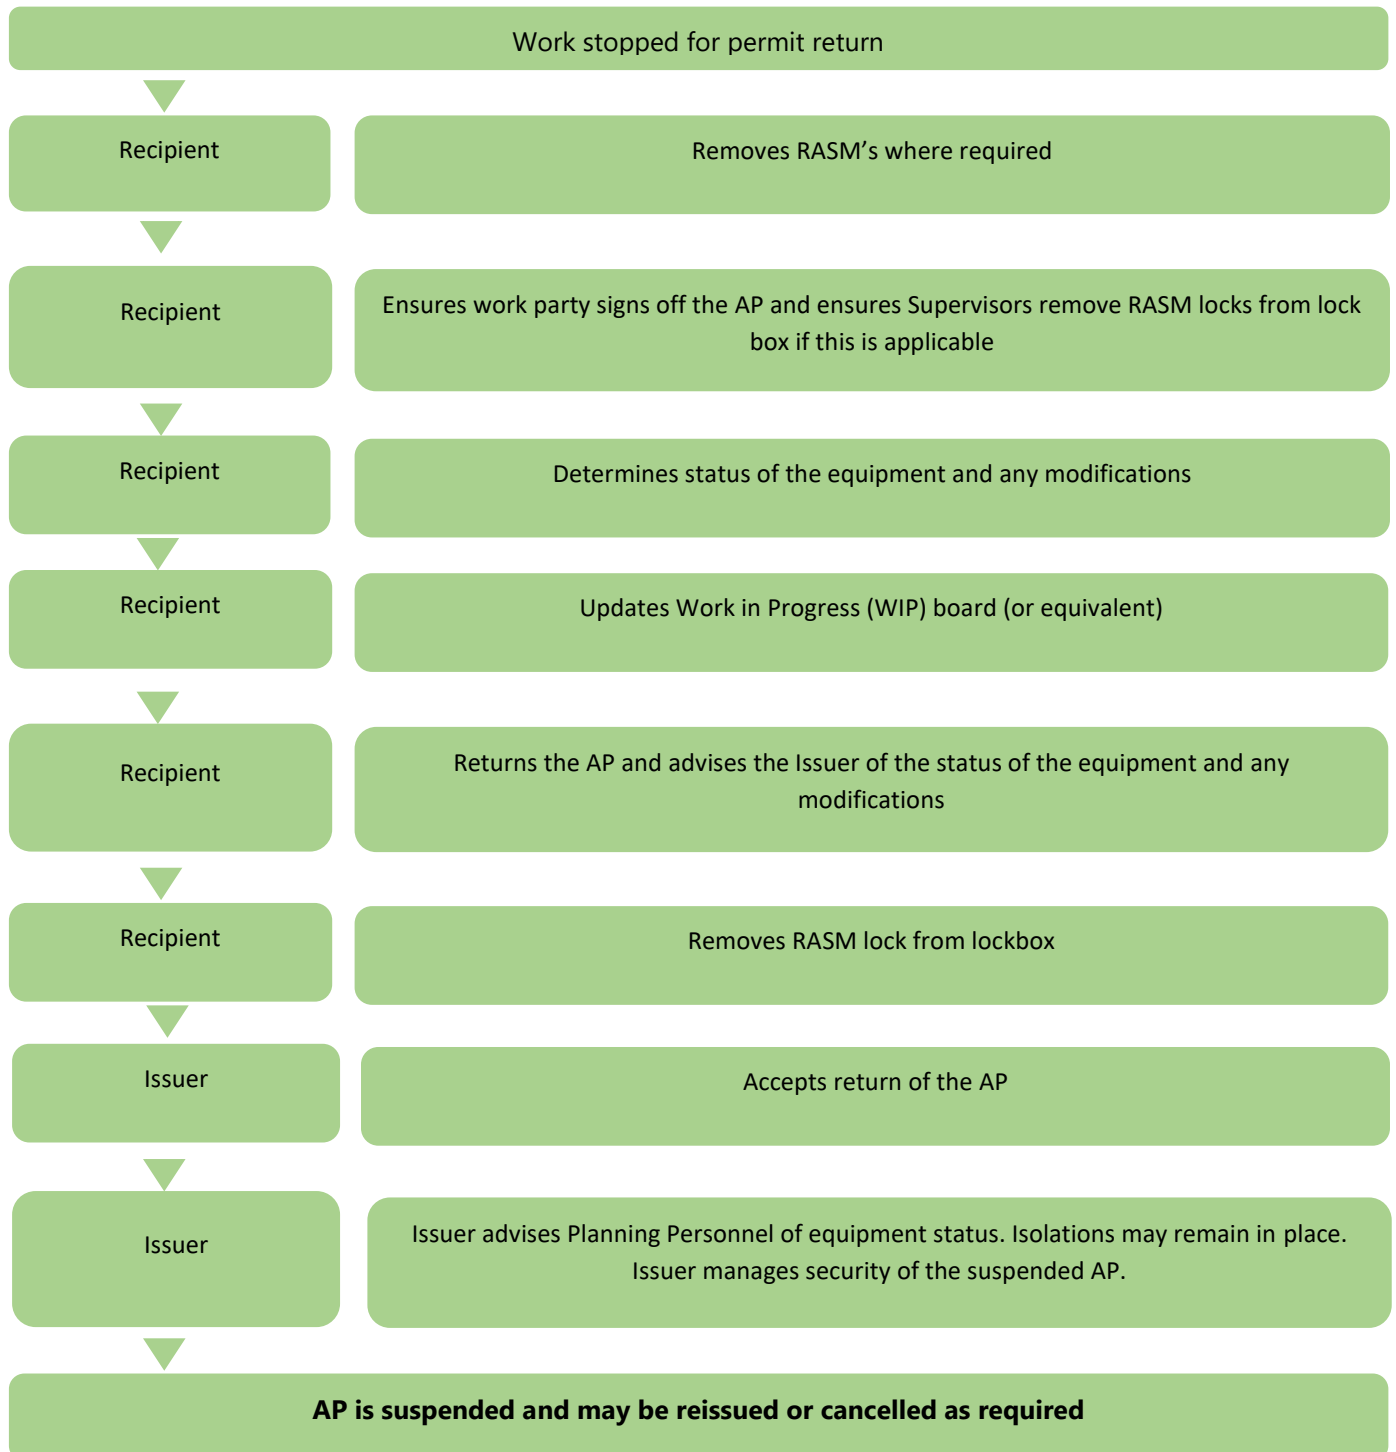 Work stopped for permit return
Recipient
Removes RASM’s where required
Recipient
Ensures work party signs off the AP and ensures Supervisors remove RASM locks from lock
box if this is applicable
Recipient
Determines status of the equipment and any modifications
Recipient
Updates Work in Progress (WIP) board (or equivalent)
Recipient
Returns the AP and advises the Issuer of the status of the equipment and any
modifications
Recipient
Removes RASM lock from lockbox
Issuer
Accepts return of the AP
Issuer
Issuer advises Planning Personnel of equipment status. Isolations may remain in place.
Issuer manages security of the suspended AP.
AP is suspended and may be reissued or cancelled as required